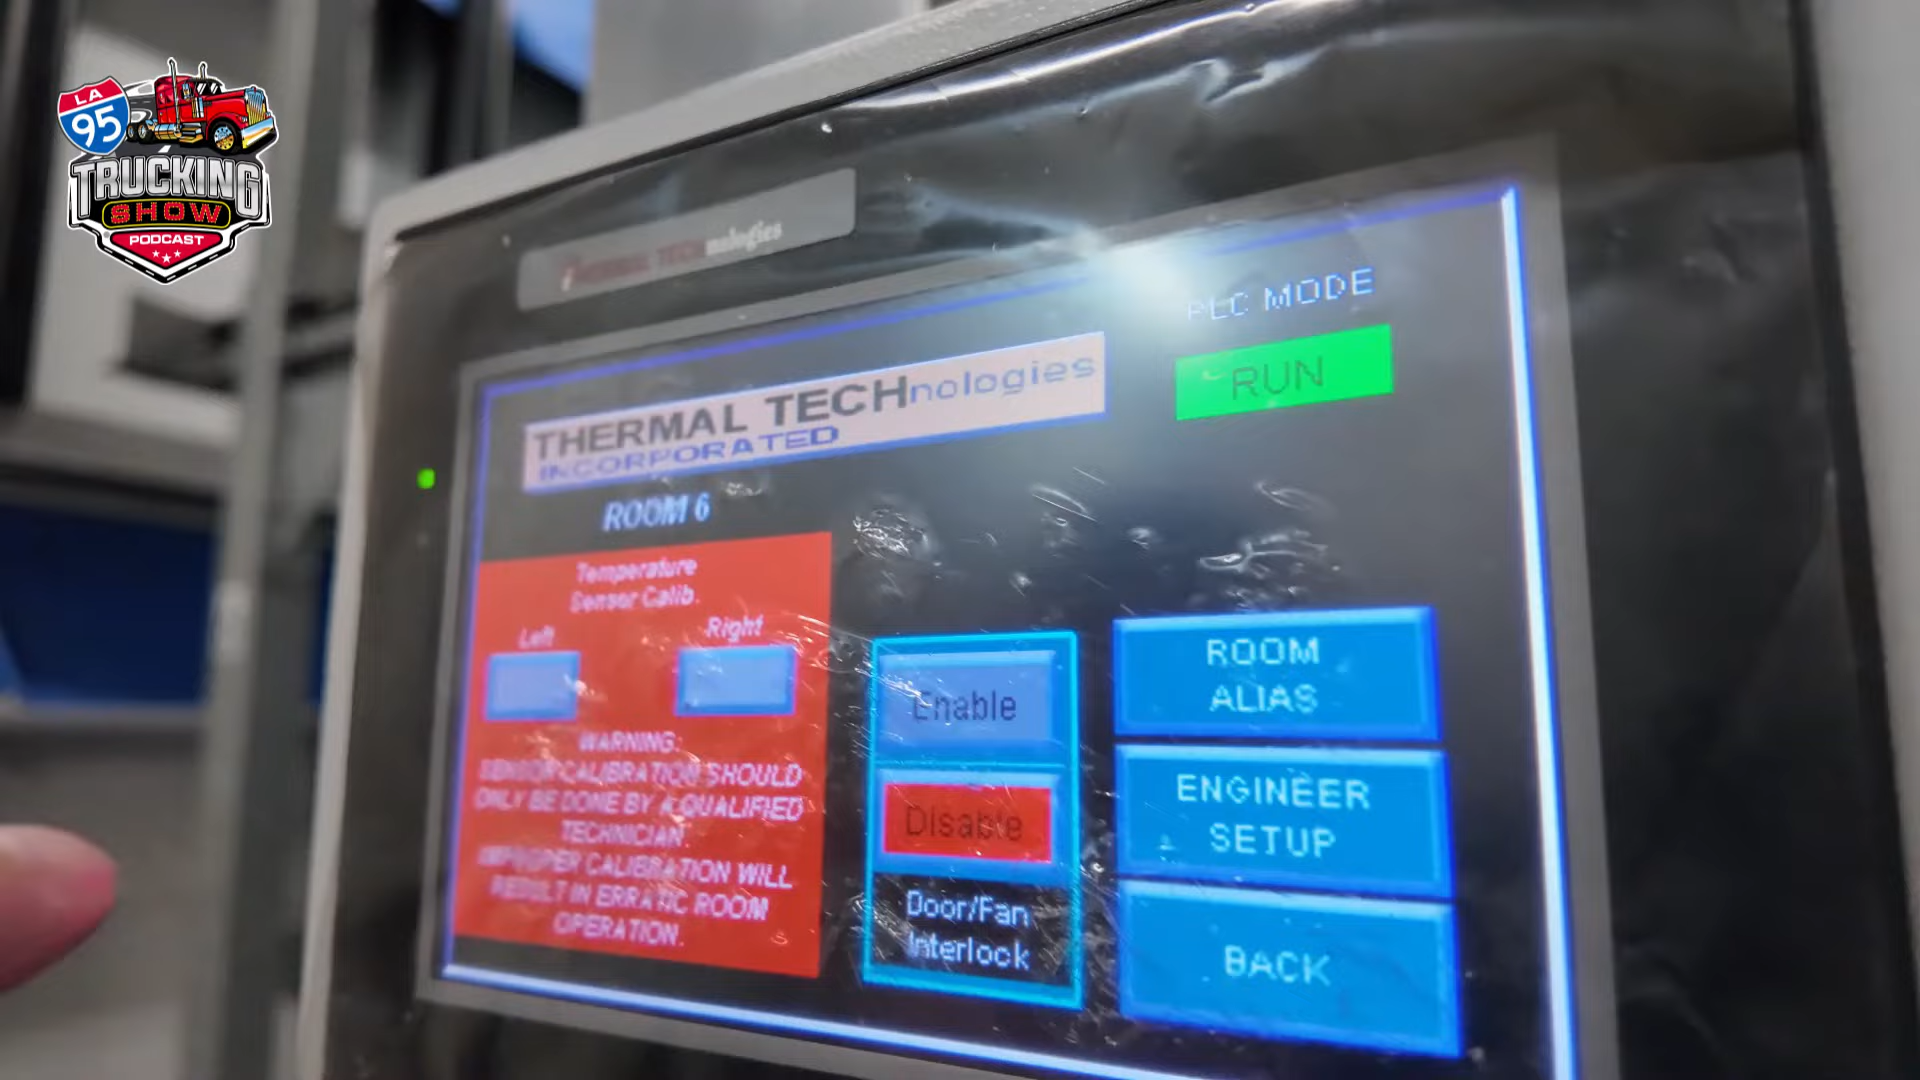 LA
95
TRUCKING
SHOW
PODCAST
THERMAL TECHnologies
PLC MODE
RUN
THERMAL TECHnologies
INCORPORATED
ROOM 6
Temperature
Sensor Calib.
Left
Right
WARNING:
SENSOR CALIBRATION SHOULD
ONLY BE DONE BY A QUALIFIED
TECHNICIAN.
IMPROPER CALIBRATION WILL
RESULT IN ERRATIC ROOM
OPERATION.
Enable
Disable
Door/Fan
Interlock
ROOM
ALIAS
ENGINEER
SETUP
BACK